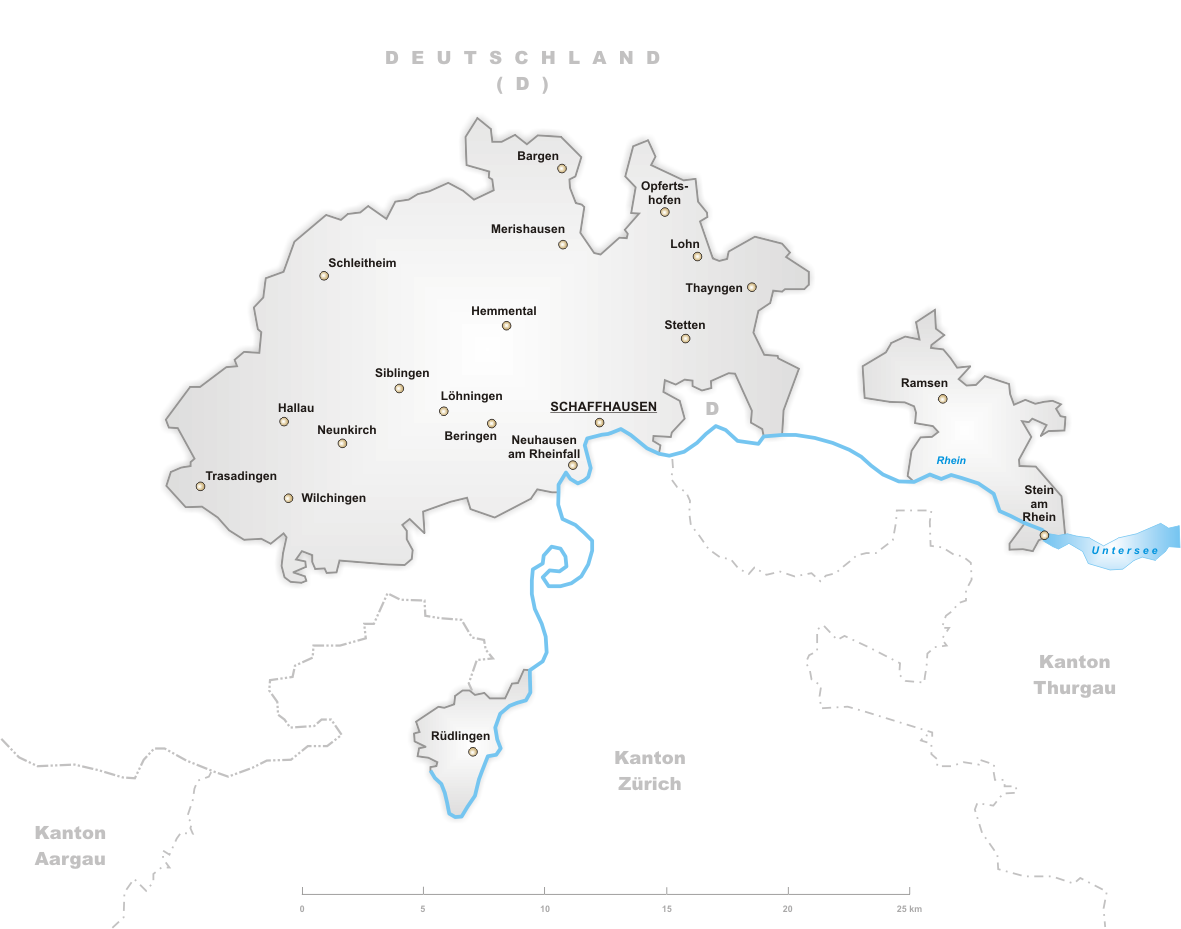 DEUTSCHLAND
(D)
Bargen
Opferts-
hofen
Merishausen
Lohn
Schleitheim
Thayngen
Hemmental
Stetten
Siblingen
Ramsen
Löhningen
Hallau
SCHAFFHAUSEN
D
Neunkirch
Beringen
Neuhausen
am Rheinfall
Rhein
Trasadingen
Wilchingen
Stein
am
Rhein
Untersee
Kanton
Thurgau
Rüdlingen
Kanton
Zürich
Kanton
Aargau
0 5 10 15 20 25 km